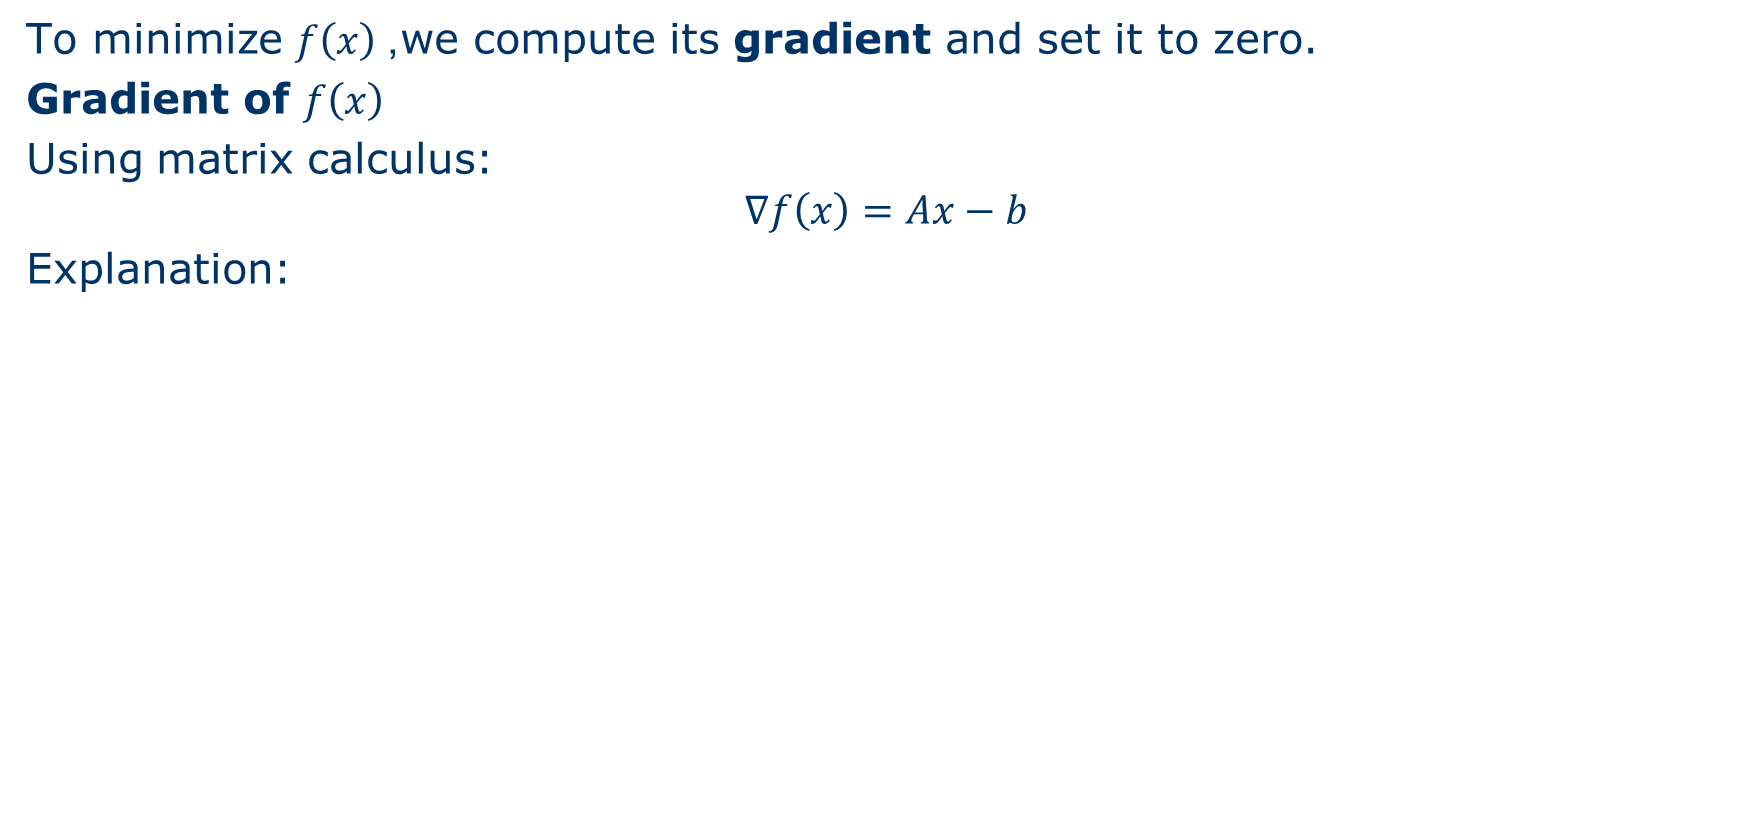 To minimize f(x) ,we compute its gradient and set it to zero.
Gradient of f(x)
Using matrix calculus:
∇f(x) = Ax − b
Explanation: